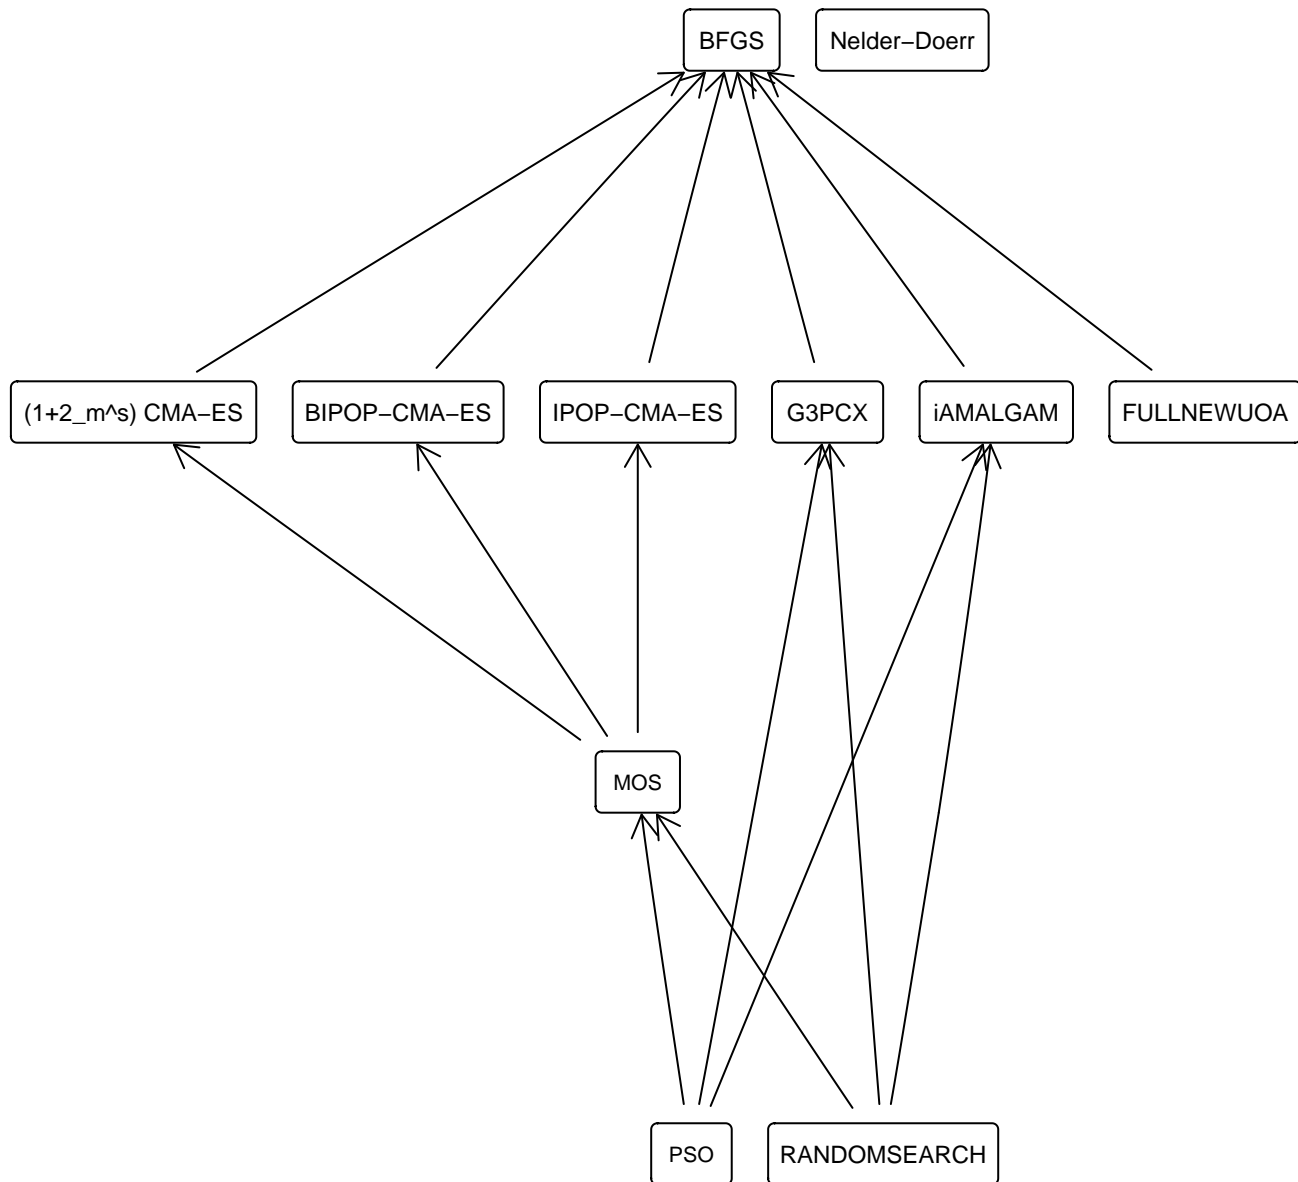 BFGS Nelder–Doerr
(1+2_m^s) CMA–ES BIPOP–CMA–ES IPOP–CMA–ES G3PCX iAMALGAM FULLNEWUOA
MOS
PSO RANDOMSEARCH